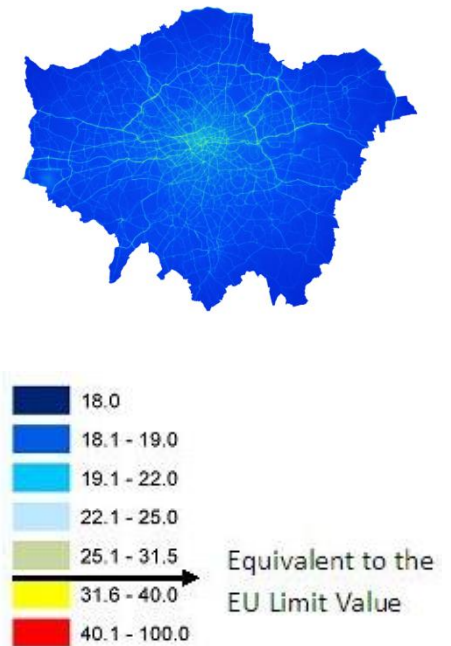 18.0
18.1 - 19.0
19.1 - 22.0
22.1 - 25.0
25.1 - 31.5
Equivalent to the
31.6 - 40.0
EU Limit Value
40.1 - 100.0